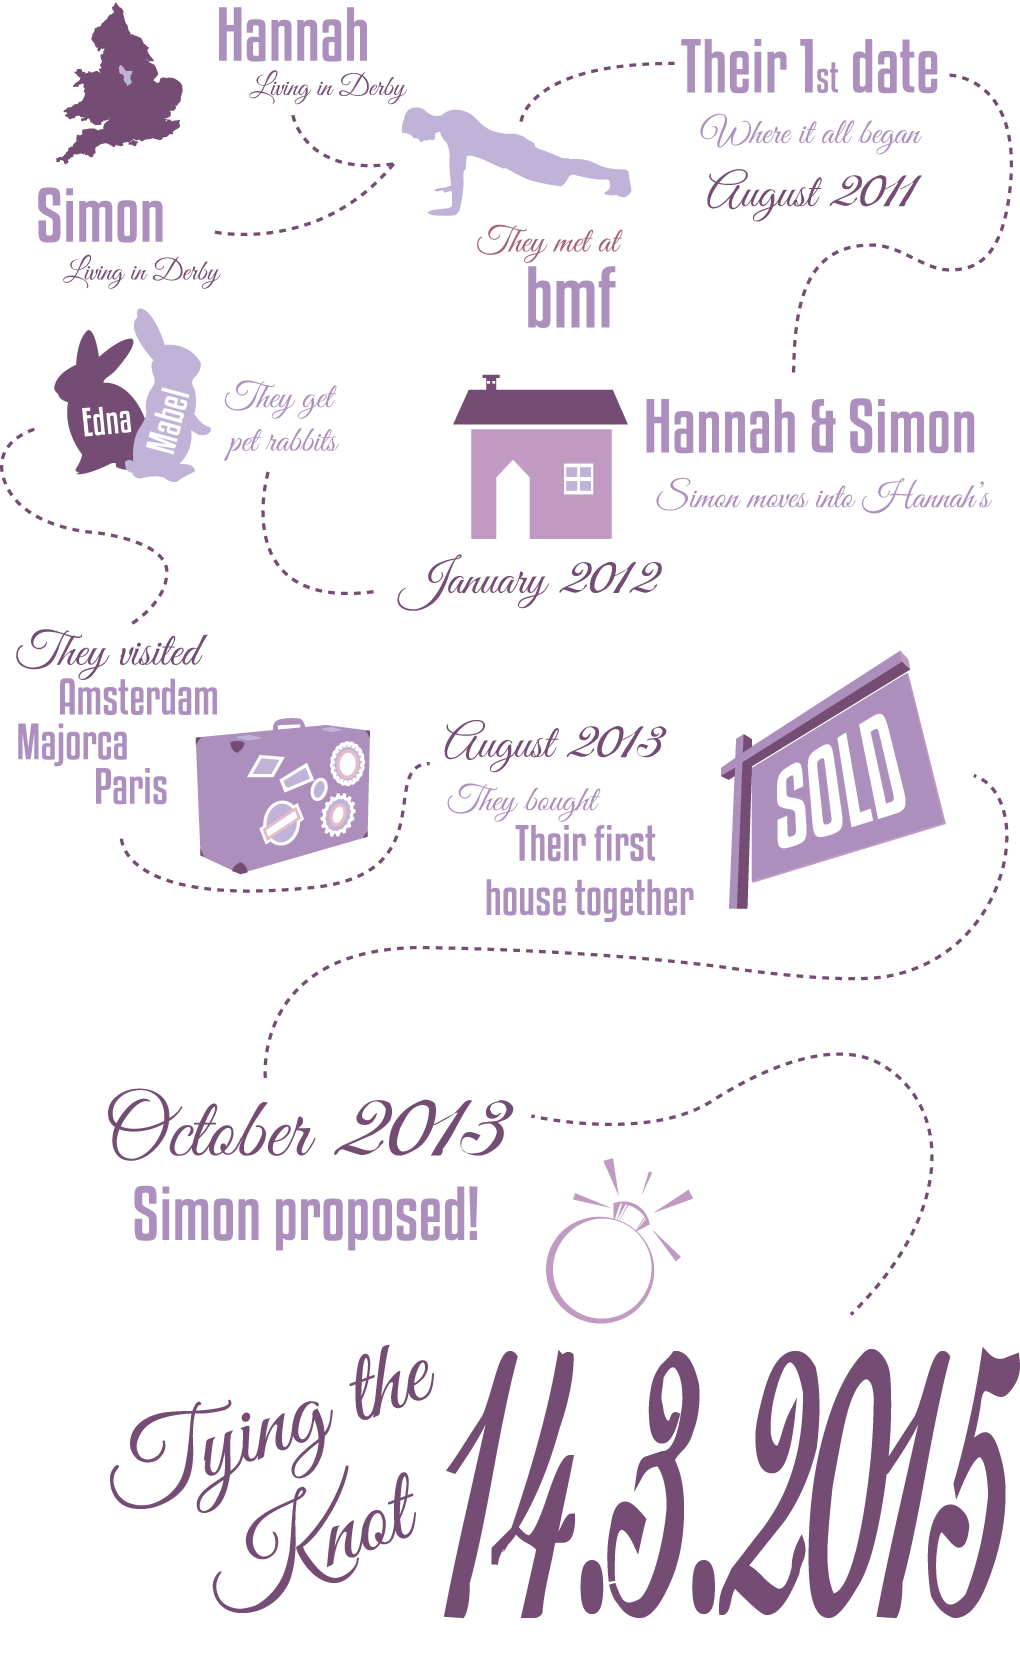 Hannah
Living in Derby
Simon
Living in Derby
They met at
bmf
Their 1st date
Where it all began
August 2011
Hannah & Simon
Simon moves into Hannah's
January 2012
They get
pet rabbits
Edna
Mabel
They visited
Amsterdam
Majorca
Paris
August 2013
They bought
Their first
house together
SOLD
October 2013
Simon proposed!
Tying the
Knot
14.3.2015